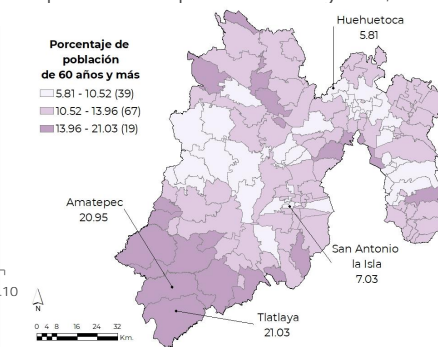 Huehuetoca
5.81
Porcentaje de
población
de 60 años y más
5.81 - 10.52 (39)
10.52 - 13.96 (67)
13.96 - 21.03 (19)
Amatepec
20.95
San Antonio
la Isla
7.03
Tlatlaya
21.03
.10
N
0 4 8 16 24 32
Km.